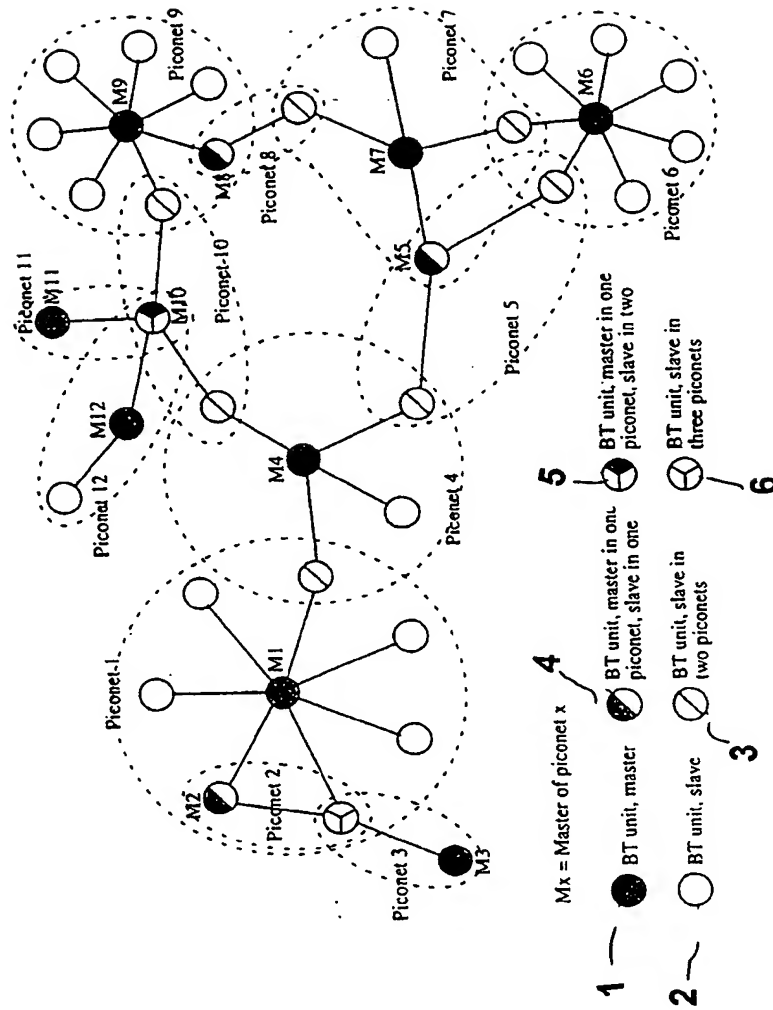 Piconet 11
M11
Piconet 9
M9
Piconet 12
M12
M10
Piconet-10
M8
Piconet 8
Piconet 7
M7
Piconet-1
M4
M5
M6
M1
Piconet 4
Piconet 5
Piconet 6
M2
Piconet 2
Piconet 3
M3
Mx = Master of piconet x
1
BT unit, master
4
BT unit, master in one
piconet, slave in one
5
BT unit, master in one
piconet, slave in two
2
BT unit, slave
3
BT unit, slave in
two piconets
6
BT unit, slave in
three piconets